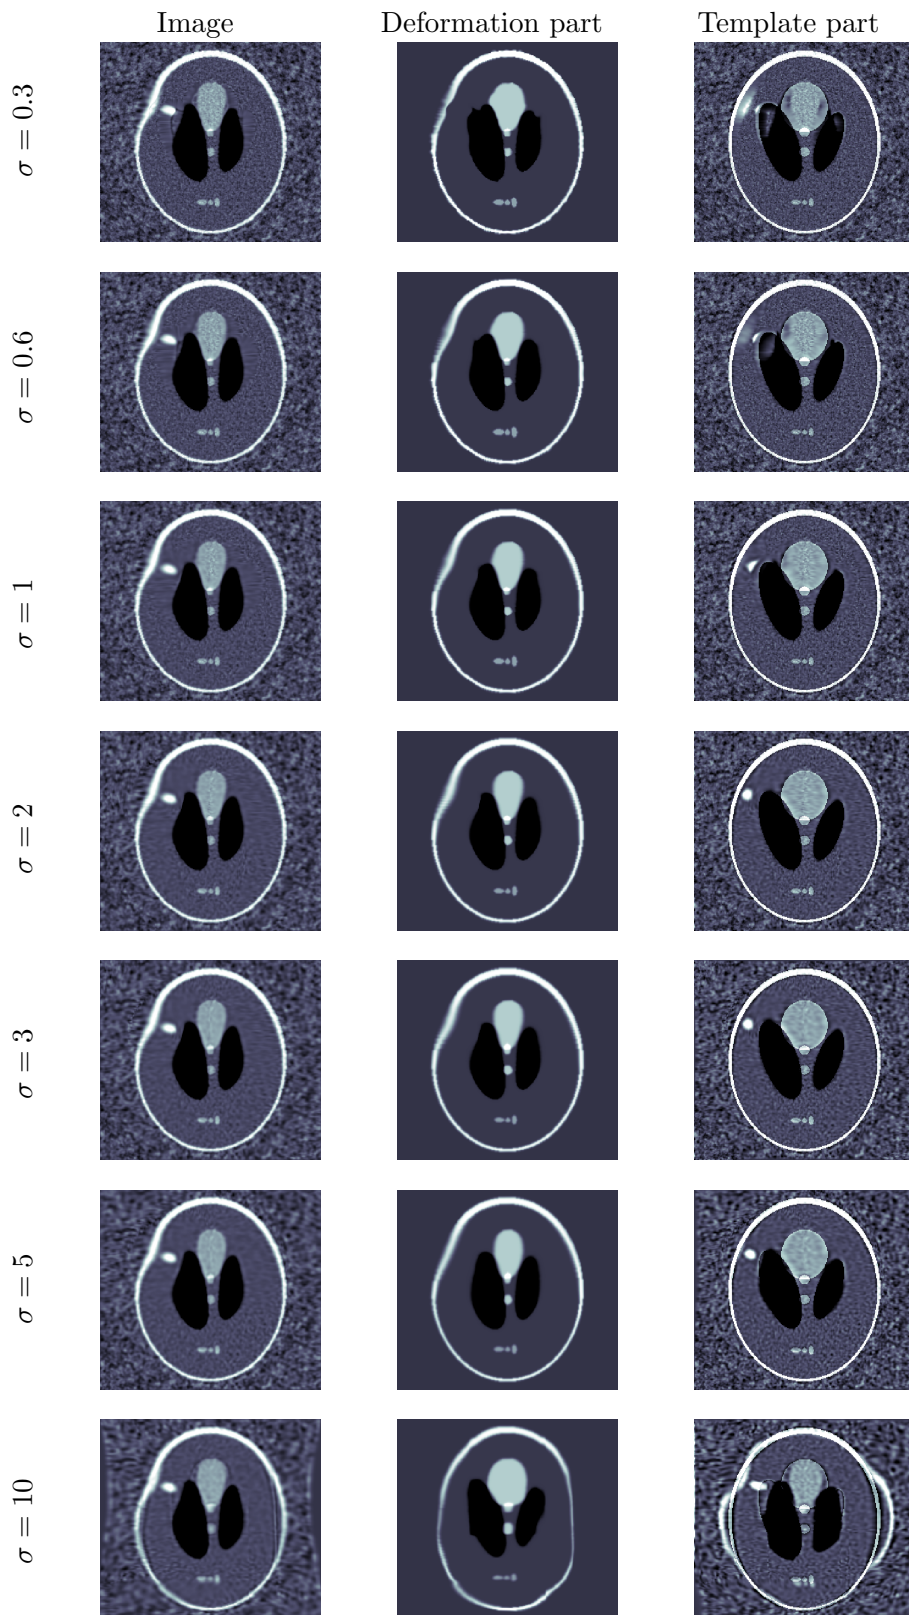 Image Deformation part Template part
σ = 0.3
σ = 0.6
σ = 1
σ = 2
σ = 3
σ = 5
σ = 10